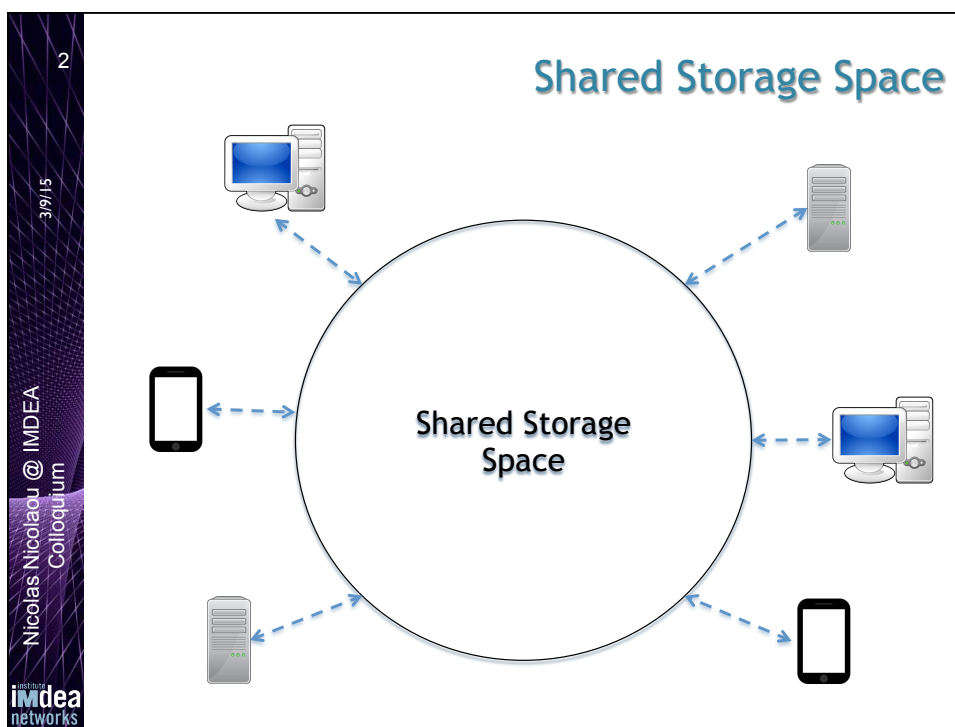 2
Shared Storage Space
3/9/15
Shared Storage
Space
Nicolas Nicolaou @ IMDEA
Colloquium
institute
iMdea
networks